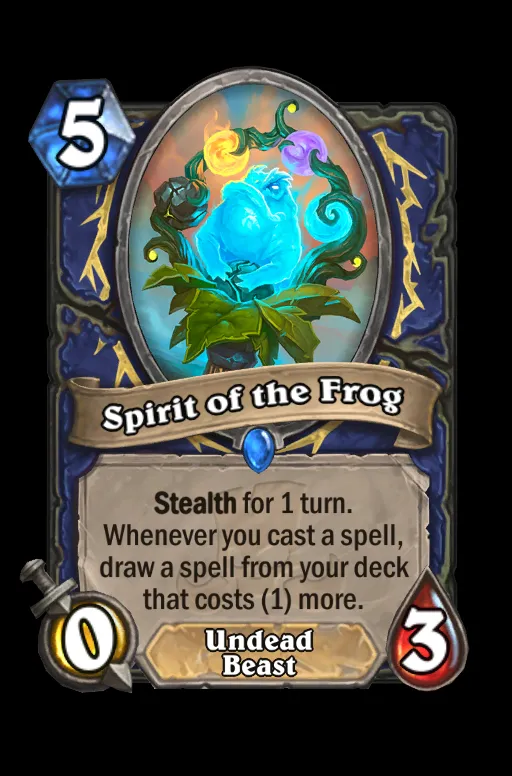 5
Spirit of the Frog
Stealth for 1 turn.
Whenever you cast a spell,
draw a spell from your deck
that costs (1) more.
0
Undead
Beast
3